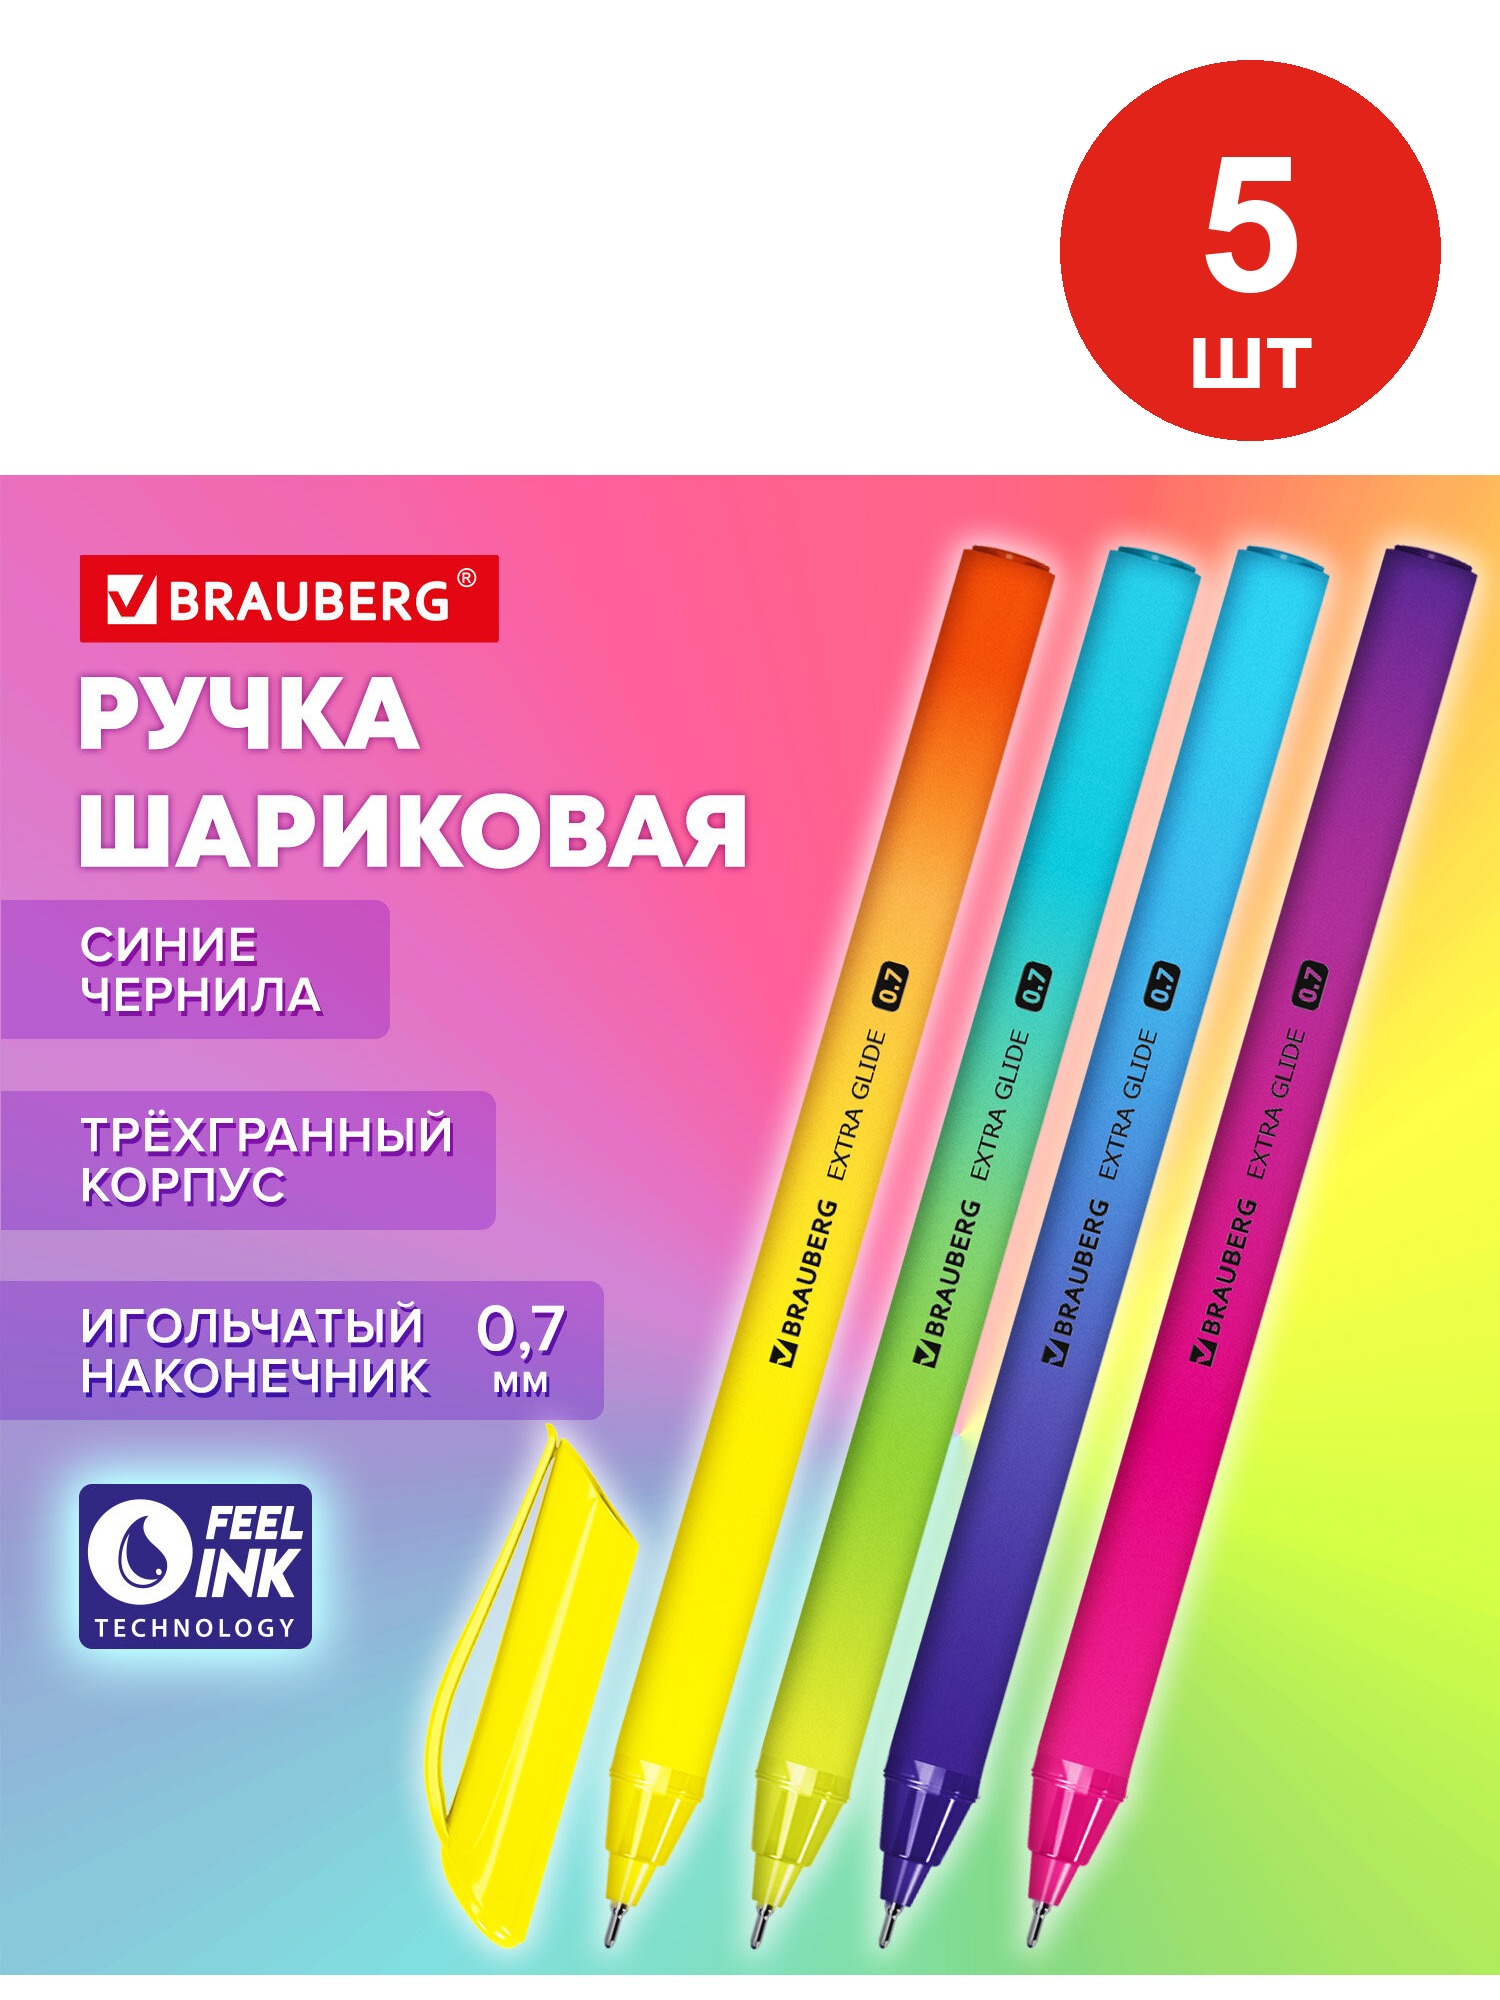 5
шт
BRAUBERG®
РУЧКА
ШАРИКОВАЯ
СИНИЕ
ЧЕРНИЛА
ТРЁХГРАННЫЙ
КОРПУС
ИГОЛЬЧАТЫЙ
НАКОНЕЧНИК
0,7
мм
FEEL
INK
TECHNOLOGY
BRAUBERG EXTRA GLIDE 0.7
BRAUBERG EXTRA GLIDE 0.7
BRAUBERG EXTRA GLIDE 0.7
BRAUBERG EXTRA GLIDE 0.7